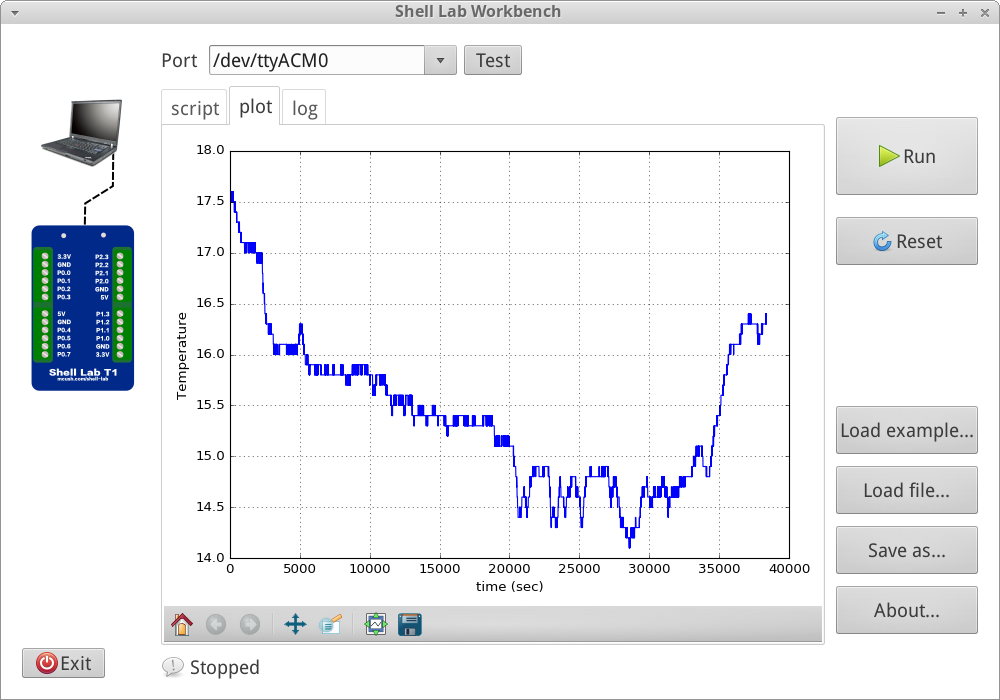 Shell Lab Workbench
Port /dev/ttyACM0 Test
script plot log
18.0
17.5
17.0
16.5
16.0
15.5
15.0
14.5
14.0
Temperature
0 5000 10000 15000 20000 25000 30000 35000 40000
time (sec)
3.3V P2.3
GND P2.2
P0.0 P2.1
P0.1 P2.0
P0.2 GND
P0.3 5V
5V P1.3
GND P1.2
P0.4 P1.1
P0.5 P1.0
P0.6 GND
P0.7 3.3V
Shell Lab T1
mcush.com/shell-lab
Run
Reset
Load example...
Load file...
Save as...
About...
Exit
Stopped